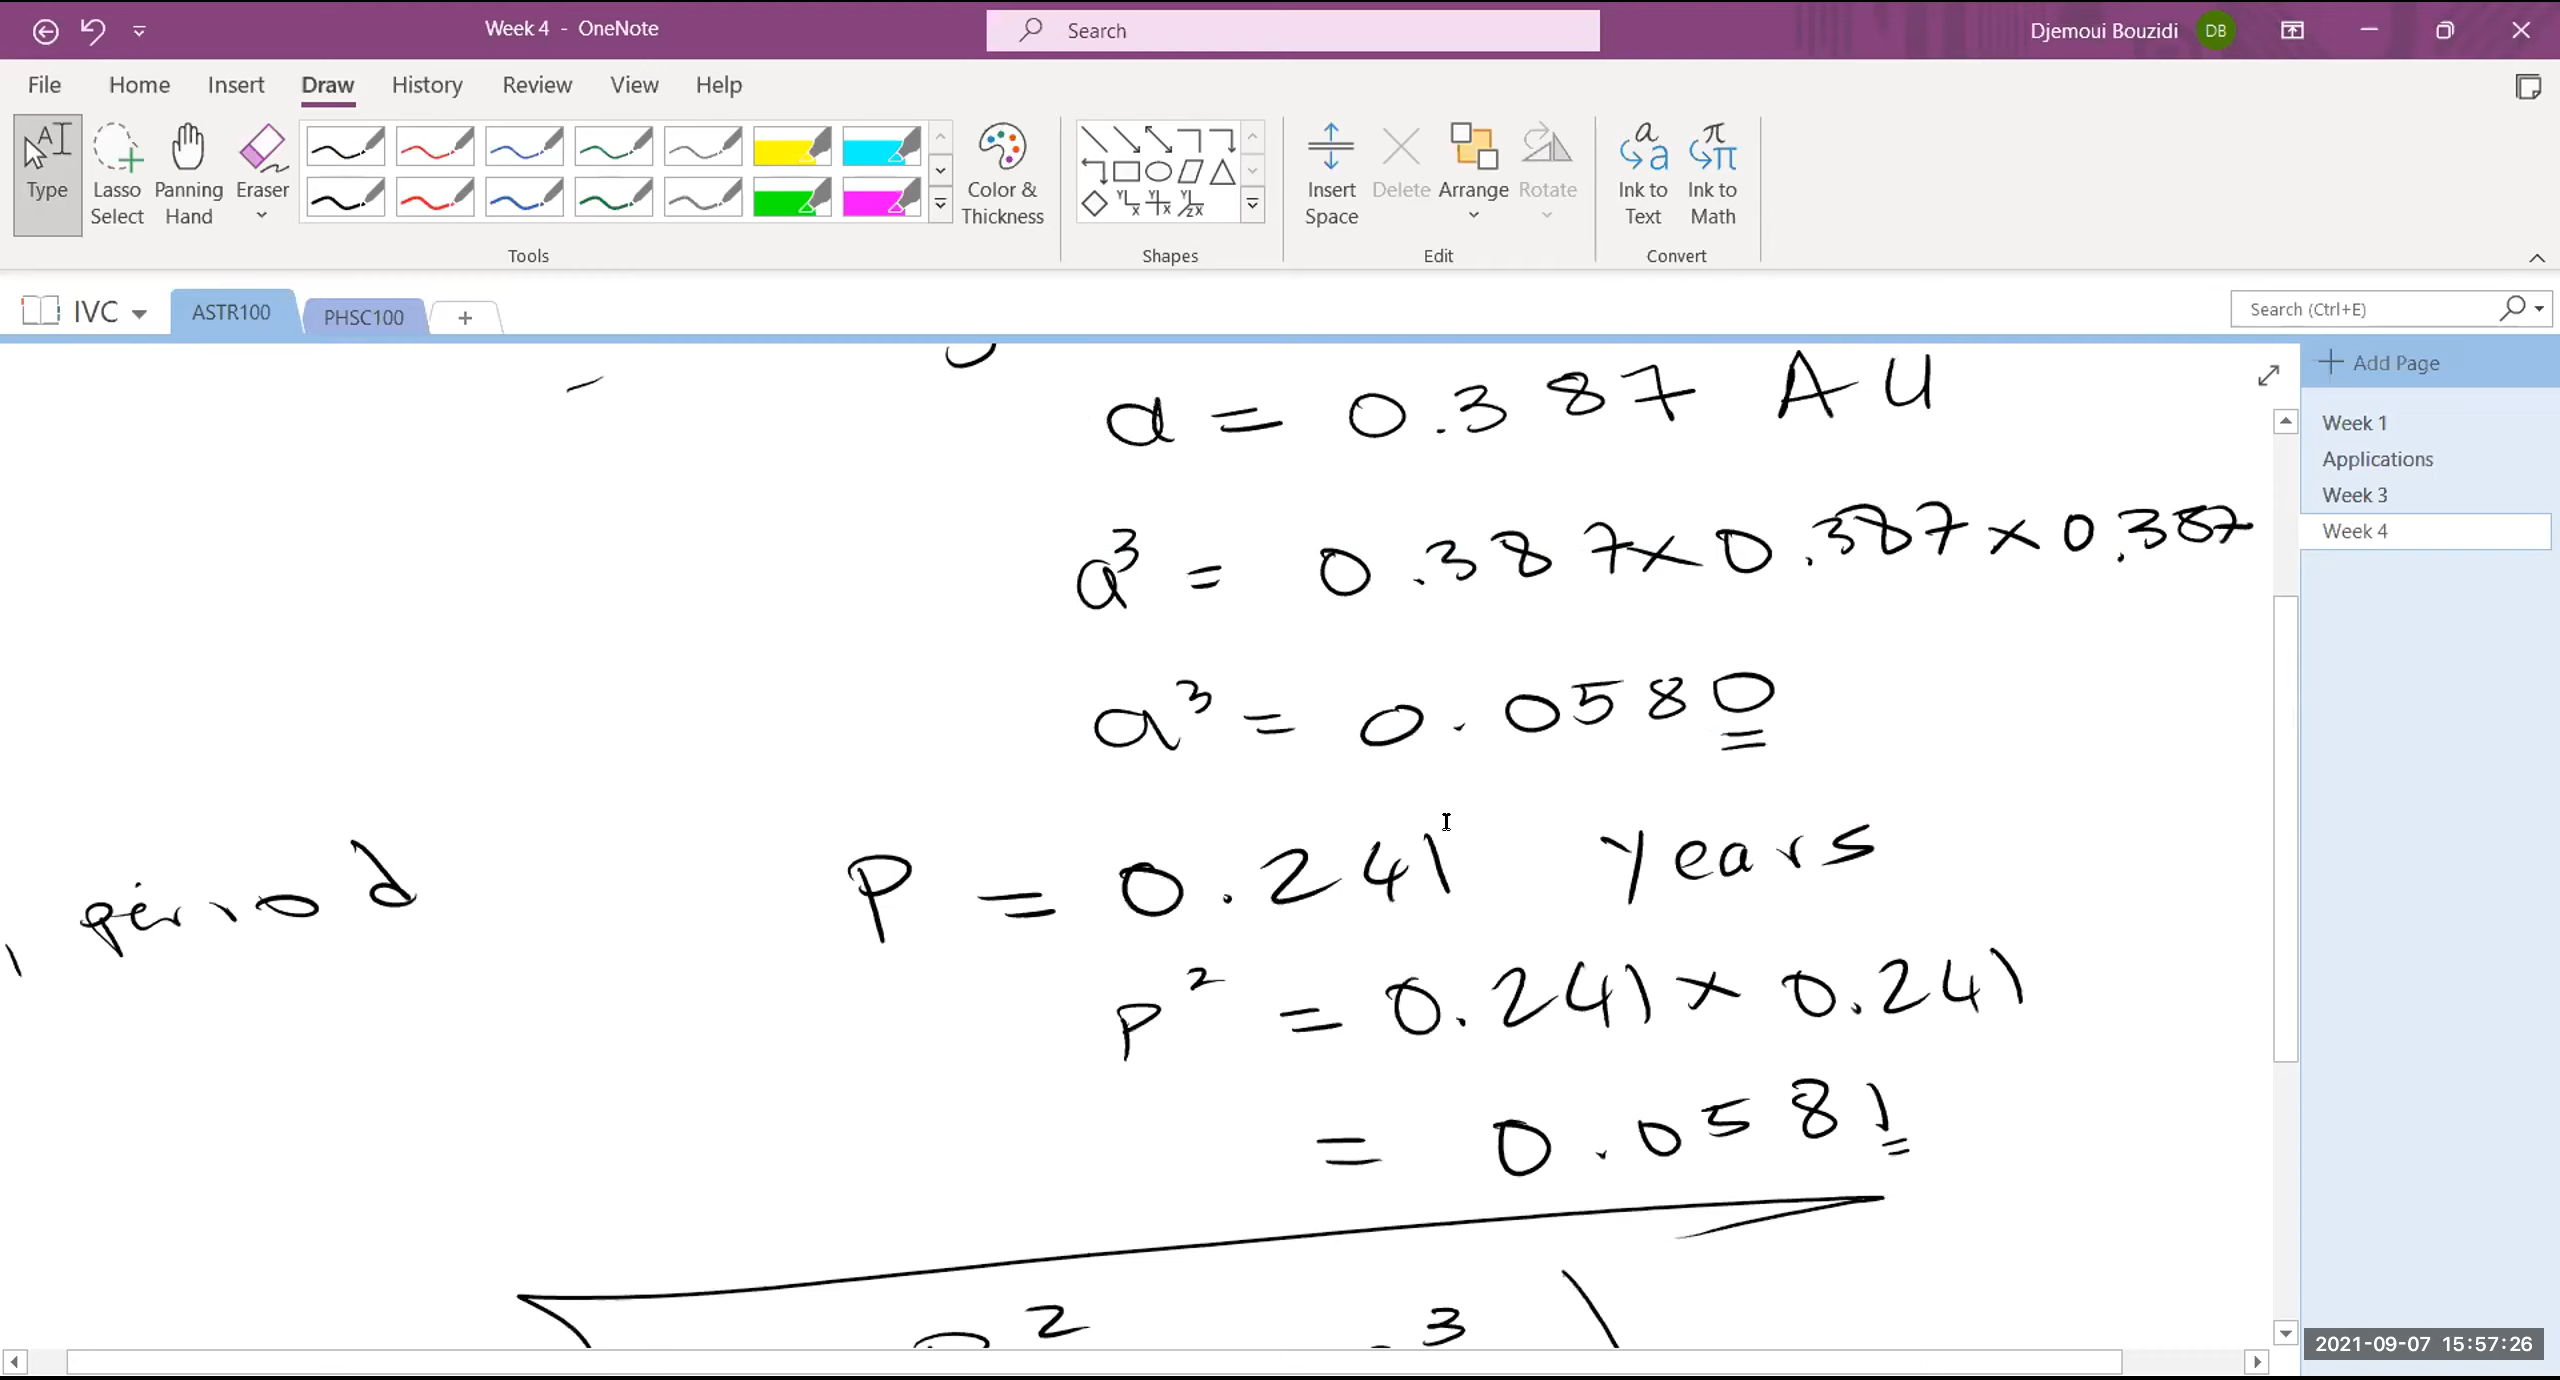 Week 4 - OneNote
Search
Djemoui Bouzidi
DB
File Home Insert Draw History Review View Help
Type
Lasso Select
Panning Hand
Eraser
Color & Thickness
Insert Space
Delete
Arrange
Rotate
Ink to Text
Ink to Math
Tools
Shapes
Edit
Convert
IVC
ASTR100
PHSC100
+
Search (Ctrl+E)
Add Page
Week 1
Applications
Week 3
Week 4
a = 0.387 AU
a³ = 0.387 × 0.387 × 0.387
a³ = 0.0580
period
P = 0.241 years
P² = 0.241 × 0.241
= 0.0581
2 3
2021-09-07 15:57:26